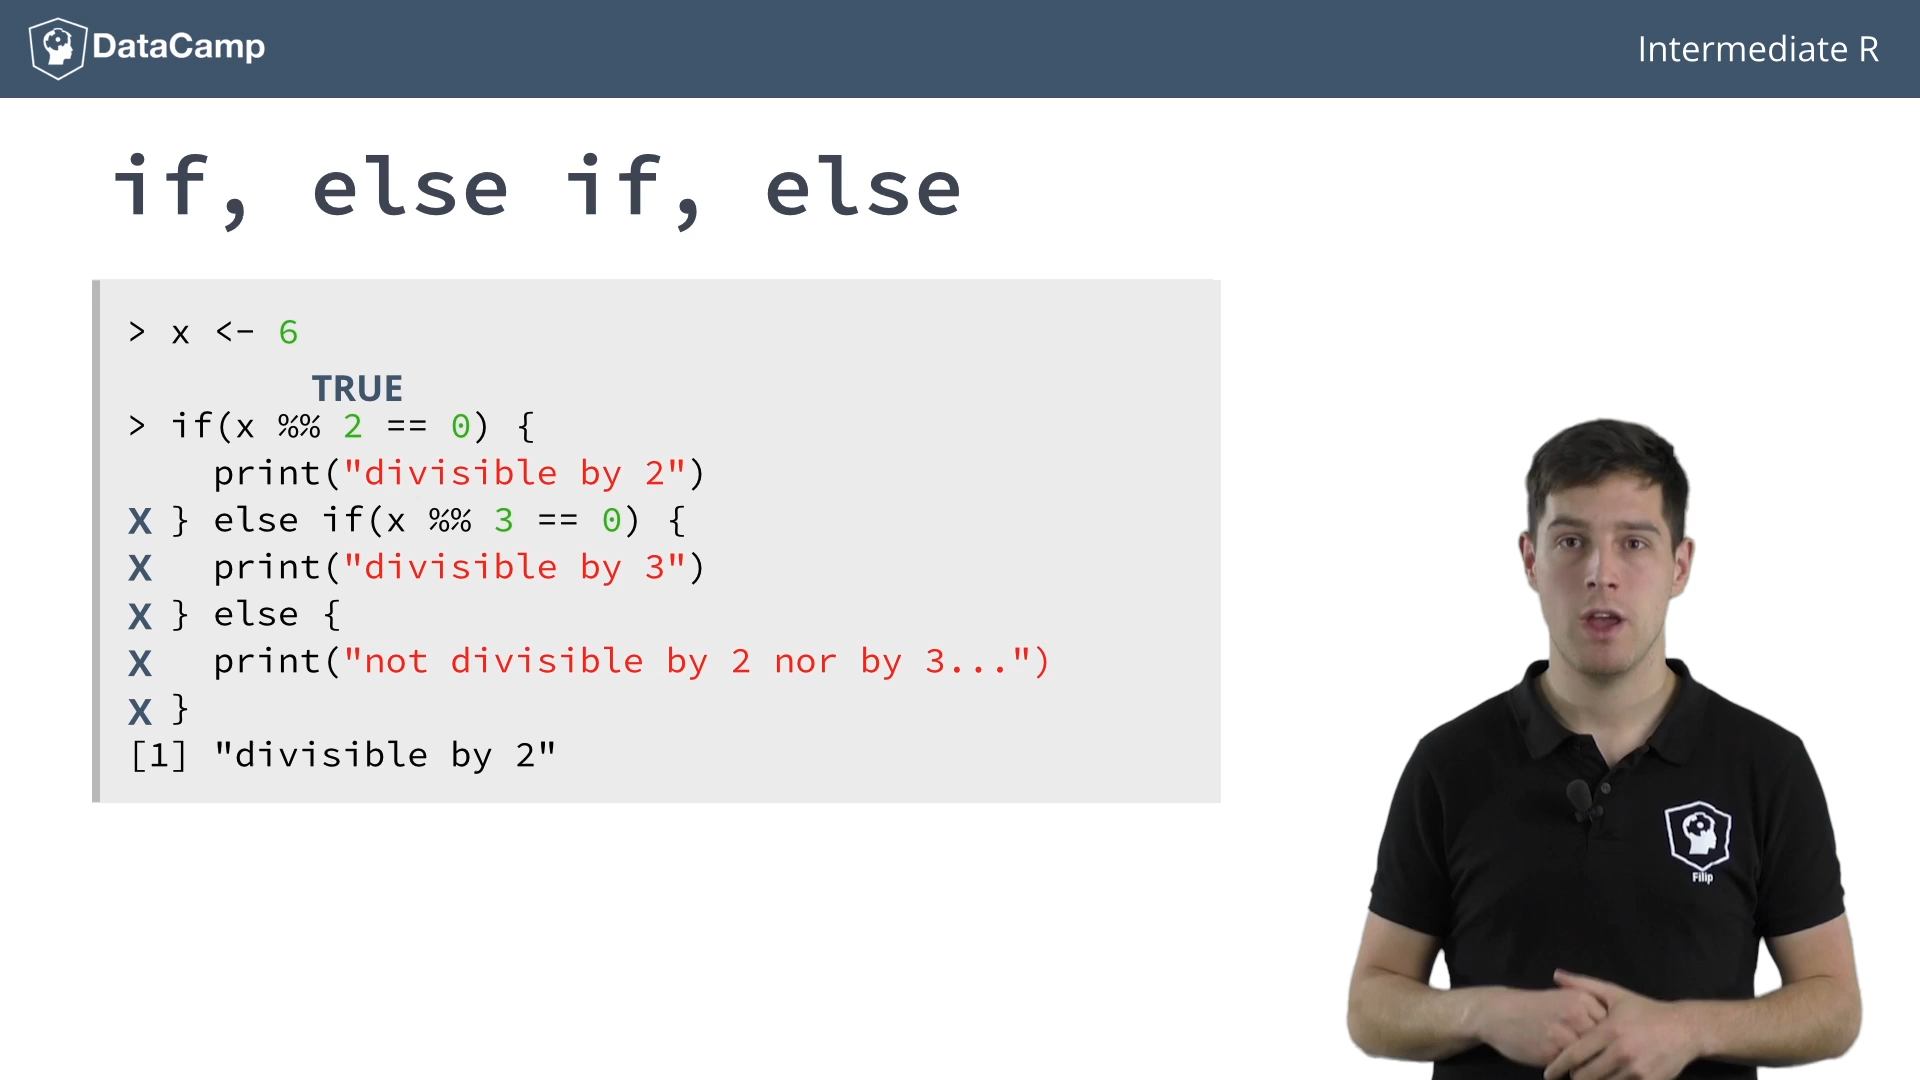 DataCamp
Intermediate R
if, else if, else
> x <- 6
TRUE
> if(x %% 2 == 0) {
print("divisible by 2")
X } else if(x %% 3 == 0) {
X print("divisible by 3")
X } else {
X print("not divisible by 2 nor by 3...")
X }
[1] "divisible by 2"
Filip